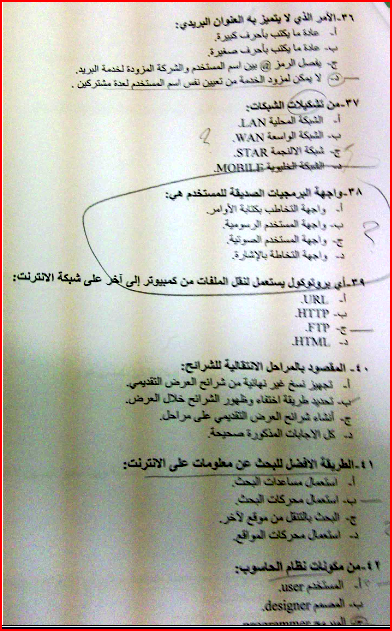 ٣٦-الأمر الذي لا يتميز به العنوان البريدي:
أ- عادة ما يكتب بأحرف كبيرة.
ب- عادة ما يكتب بأحرف صغيرة.
ج- يفصل الرمز @ بين اسم المستخدم والشركة المزودة لخدمة البريد.
د- لا يمكن لمزود الخدمة من تعيين نفس اسم المستخدم لعدة مشتركين .
٣٧-من تشكيلات الشبكات:
أ- الشبكة المحلية LAN.
ب- الشبكة الواسعة WAN.
ج- شبكة الالنجمة STAR.
د- الشبكة الخليوية MOBILE.
٣٨-واجهة البرمجيات الصديقة للمستخدم هي:
أ- واجهة التخاطب بكتابة الأوامر.
ب- واجهة المستخدم الرسومية.
ج- واجهة المستخدم الصوتية.
د- واجهة التخاطة بالإشارة.
٣٩-أي بروتوكول يستعمل لنقل الملفات من كمبيوتر إلى آخر على شبكة الانترنت:
أ- URL.
ب- HTTP.
ج- FTP.
د- HTML.
٤٠- المقصود بالمراحل الانتقالية للشرائح:
أ- تجهيز نسخ غير نهائية من شرائح العرض التقديمي.
ب- تحديد طريقة اختفاء وظهور الشرائح خلال العرض.
ج- أنشاء شرائح العرض التقديمي على مراحل.
د- كل الاجابات المذكورة صحيحة.
٤١-الطريقة الأفضل للبحث عن معلومات على الانترنت:
أ- استعمال مساعدات البحث.
ب- استعمال محركات البحث.
ج- البحث بالتنقل من موقع لآخر.
د- استعمال محركات المواقع.
٤٢-من مكونات نظام الحاسوب:
أ- المستخدم user.
ب- المصمم designer.
المبرمج programmer